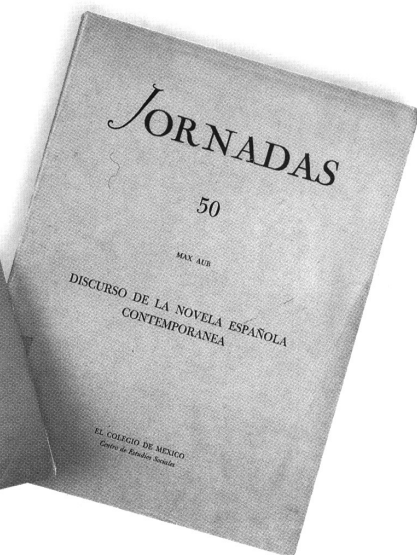 JORNADAS
50
MAX AUB
DISCURSO DE LA NOVELA ESPAÑOLA
CONTEMPORANEA
EL COLEGIO DE MEXICO
Centro de Estudios Sociales